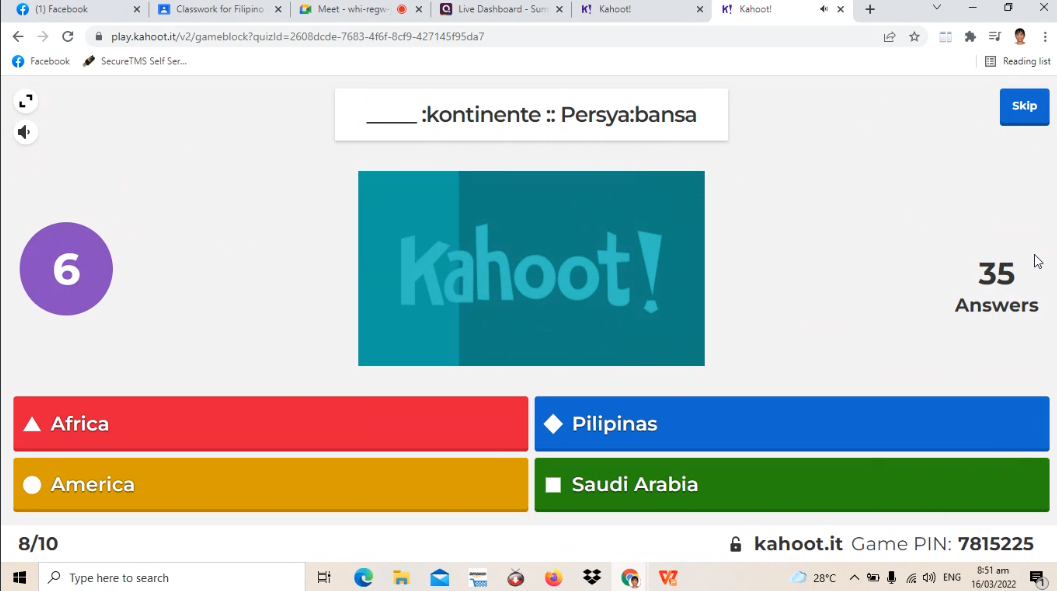 (1) Facebook
Classwork for Filipino
Meet - whi-regw-
Live Dashboard - Sum
Kahoot!
Kahoot!
play.kahoot.it/v2/gameblock?quizId=2608dcde-7683-4f6f-8cf9-427145f95da7
Facebook
SecureTMS Self Ser...
Reading list
_____ :kontinente :: Persya:bansa
Skip
Kahoot!
6
35
Answers
Africa
Pilipinas
America
Saudi Arabia
8/10
kahoot.it Game PIN: 7815225
Type here to search
28°C
ENG
8:51 am
16/03/2022
1